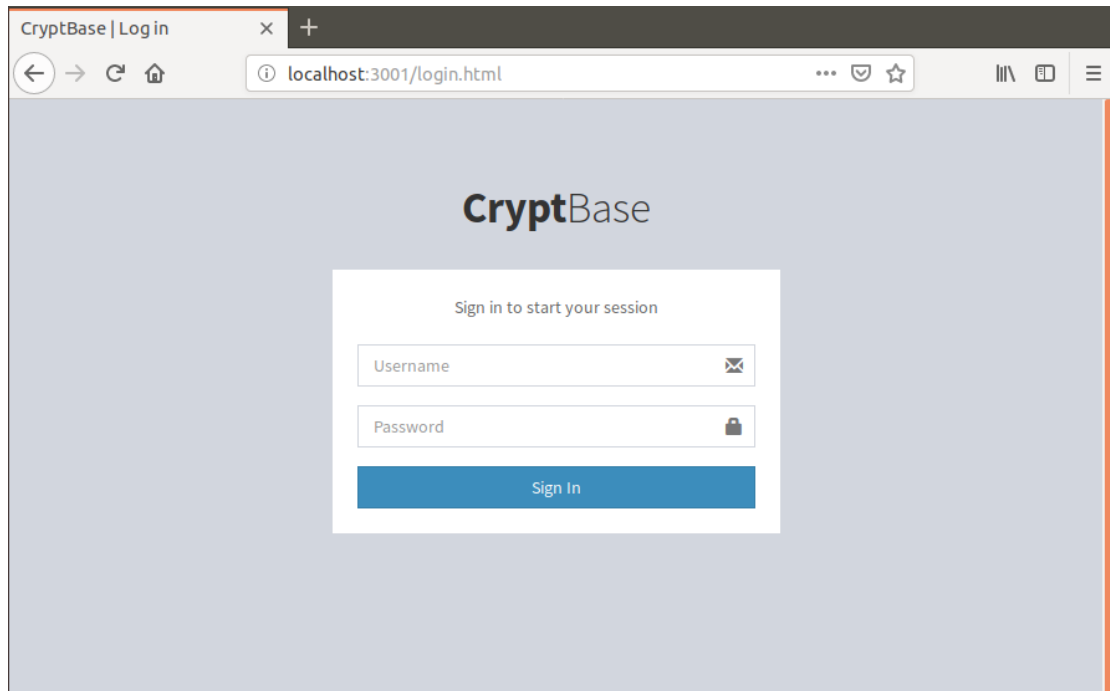 CryptBase | Log in
localhost:3001/login.html
CryptBase
Sign in to start your session
Username
Password
Sign In